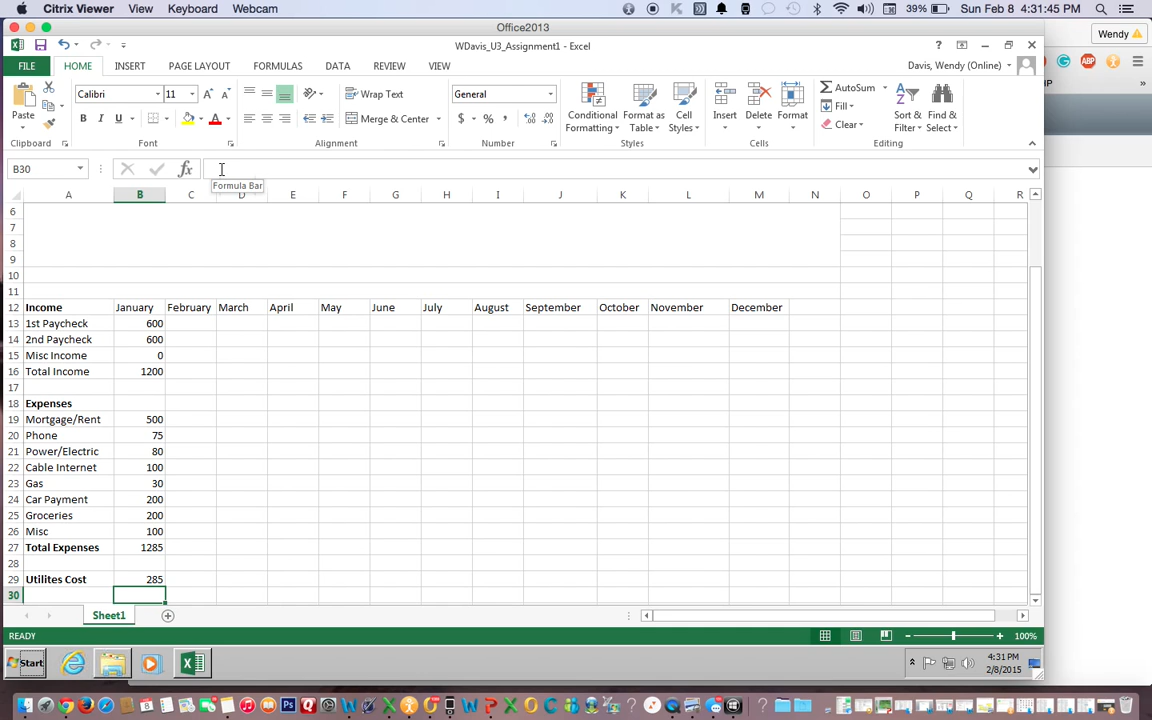 Citrix Viewer View Keyboard Webcam 39% Sun Feb 8 4:31:45 PM
Office2013
Wendy
WDavis_U3_Assignment1 - Excel
Davis, Wendy (Online)
FILE HOME INSERT PAGE LAYOUT FORMULAS DATA REVIEW VIEW
Calibri 11 Wrap Text General AutoSum
Fill
Paste B I U Merge & Center $ % Conditional Formatting Format as Table Cell Styles Insert Delete Format Clear Sort & Filter Find & Select
Clipboard Font Alignment Number Styles Cells Editing
B30 fx
Formula Bar
A B C D E F G H I J K L M N O P Q R
6
7
8
9
10
11
12 Income January February March April May June July August September October November December
13 1st Paycheck 600
14 2nd Paycheck 600
15 Misc Income 0
16 Total Income 1200
17
18 Expenses
19 Mortgage/Rent 500
20 Phone 75
21 Power/Electric 80
22 Cable Internet 100
23 Gas 30
24 Car Payment 200
25 Groceries 200
26 Misc 100
27 Total Expenses 1285
28
29 Utilites Cost 285
30
Sheet1
READY 100%
Start 4:31 PM
2/8/2015